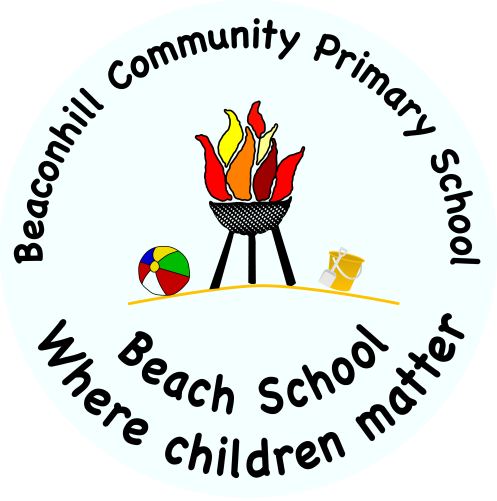 Beaconhill Community Primary School
Beach School
Where children matter